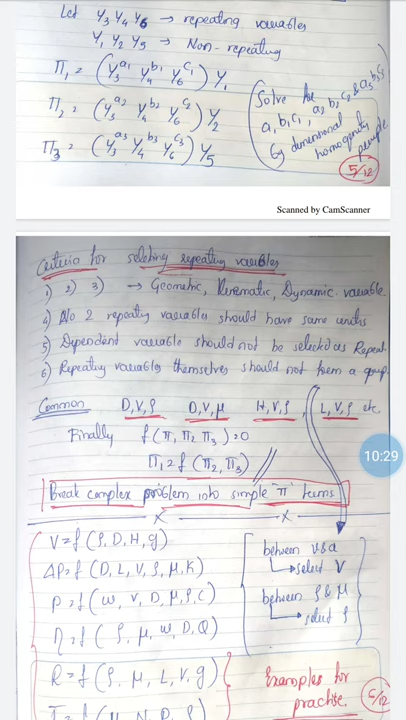 Let y₃ y₄ y₆ → repeating variables
y₁ y₂ y₅ → Non-repeating
Π₁ = (y₃^a₁ y₄^b₁ y₆^c₁) y₁
Π₂ = (y₃^a₂ y₄^b₂ y₆^c₂) y₂
Π₃ = (y₃^a₃ y₄^b₃ y₆^c₃) y₅
Solve for
a₁ b₁ c₁, a₂ b₂ c₂ & a₃ b₃ c₃
by dimensional
homogenity
5/12
Scanned by CamScanner
Criteria for selecting repeating variables
1) 2) 3) → Geometric, Kinematic, Dynamic variable
4) No 2 repeating variables should have same units
5) Dependent variable should not be selected as Repeat.
6) Repeating variables themselves should not form a group.
Common D,V,ρ D,V,μ H,V,ρ L,V,ρ etc
Finally f(Π₁ Π₂ Π₃) = 0
Π₁ = f(Π₂, Π₃)
Break complex problem into simple "π" terms
x x
V = f(ρ, D, H, g)
ΔP = f(D, L, V, ρ, μ, K)
P = f(ω, V, D, μ, ρ, C)
η = f(ρ, μ, ω, D, Q)
R = f(ρ, μ, L, V, g)
between v & a
→ select V
between ρ & μ
→ select ρ
10:29
Examples for
practise.
6/12